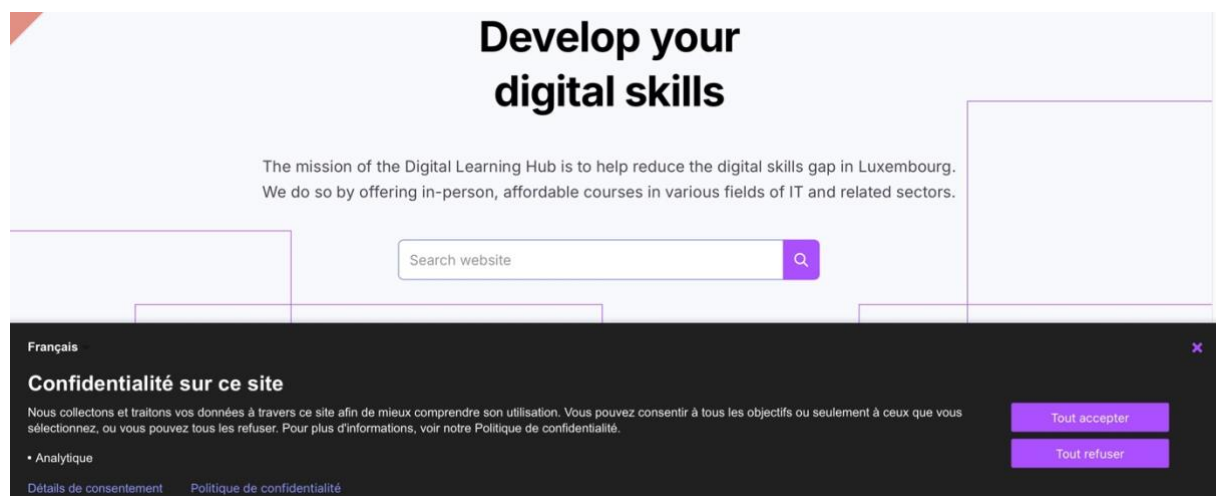 Develop your
digital skills
The mission of the Digital Learning Hub is to help reduce the digital skills gap in Luxembourg.
We do so by offering in-person, affordable courses in various fields of IT and related sectors.
Search website
Français
Confidentialité sur ce site
Nous collectons et traitons vos données à travers ce site afin de mieux comprendre son utilisation. Vous pouvez consentir à tous les objectifs ou seulement à ceux que vous
sélectionnez, ou vous pouvez tous les refuser. Pour plus d'informations, voir notre Politique de confidentialité.
Tout accepter
Tout refuser
▪ Analytique
Détails de consentement Politique de confidentialité